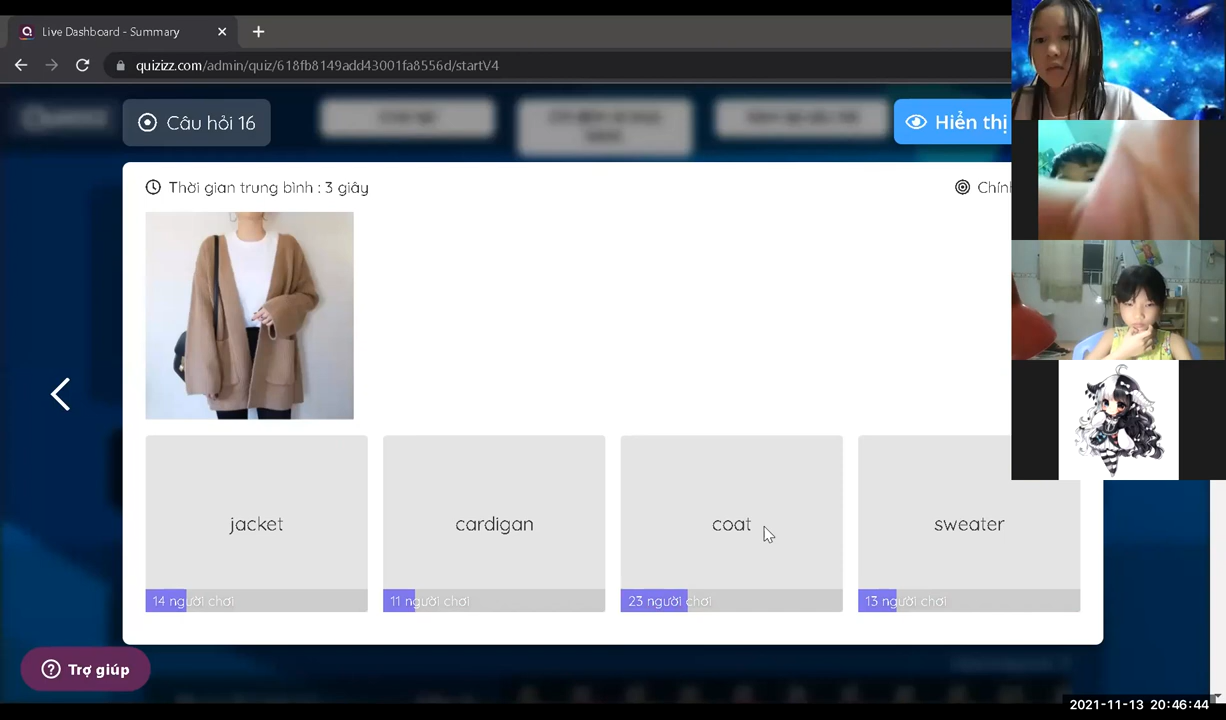 Live Dashboard - Summary
quizizz.com/admin/quiz/618fb8149add43001fa8556d/startV4
Câu hỏi 16
Hiển thị
Thời gian trung bình : 3 giây
Chính
jacket
cardigan
coat
sweater
14 người chơi
11 người chơi
23 người chơi
13 người chơi
Trợ giúp
2021-11-13 20:46:44